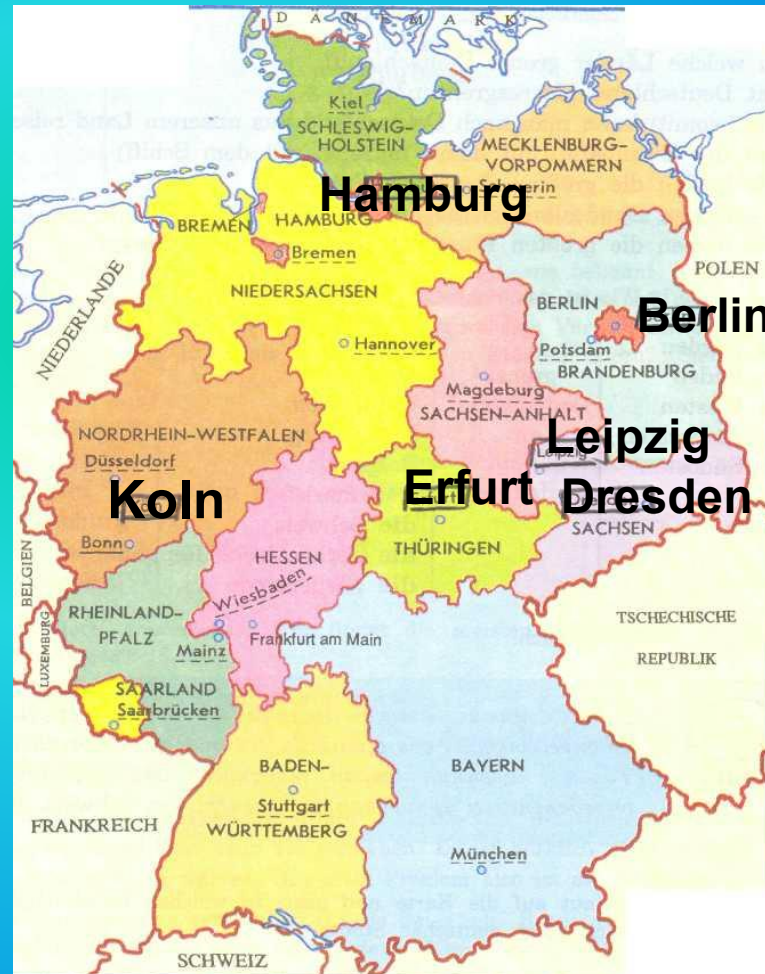 DÄNEMARK
Kiel
SCHLESWIG-
HOLSTEIN
MECKLENBURG-
VORPOMMERN
Schwerin
Hamburg
BREMEN
HAMBURG
Bremen
NIEDERSACHSEN
NIEDERLANDE
POLEN
BERLIN
Berlin
Hannover
Potsdam
BRANDENBURG
Magdeburg
SACHSEN-ANHALT
NORDRHEIN-WESTFALEN
Düsseldorf
Leipzig
Leipzig
Koln
Erfurt
Dresden
SACHSEN
Bonn
THÜRINGEN
HESSEN
BELGIEN
Wiesbaden
RHEINLAND-
PFALZ
LUXEMBURG
Mainz
Frankfurt am Main
TSCHECHISCHE
REPUBLIK
SAARLAND
Saarbrücken
BADEN-
Stuttgart
WÜRTTEMBERG
BAYERN
FRANKREICH
München
SCHWEIZ